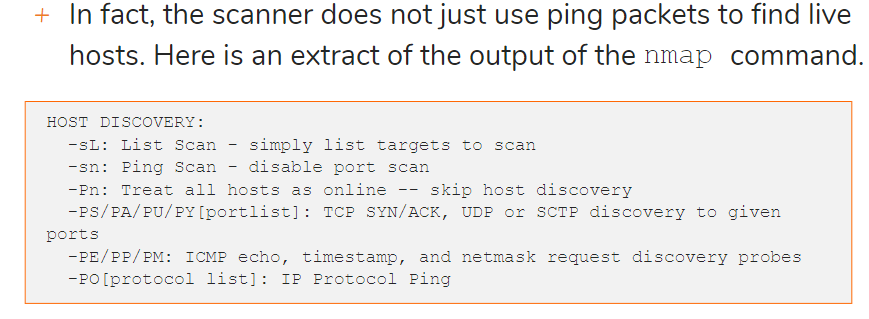 + In fact, the scanner does not just use ping packets to find live
hosts. Here is an extract of the output of the nmap command.
HOST DISCOVERY:
-sL: List Scan - simply list targets to scan
-sn: Ping Scan - disable port scan
-Pn: Treat all hosts as online -- skip host discovery
-PS/PA/PU/PY[portlist]: TCP SYN/ACK, UDP or SCTP discovery to given
ports
-PE/PP/PM: ICMP echo, timestamp, and netmask request discovery probes
-PO[protocol list]: IP Protocol Ping